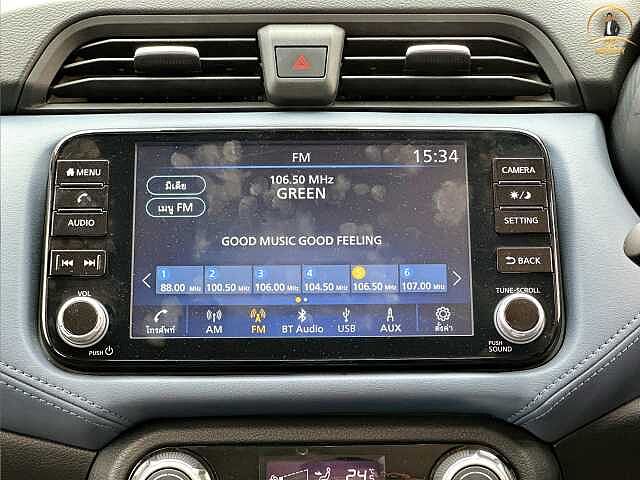 FM 15:34
MENU
CAMERA
มีเดีย
106.50 MHz
GREEN
เมนู FM
AUDIO
SETTING
GOOD MUSIC GOOD FEELING
BACK
1 2 3 4 5 6
88.00 MHz 100.50 MHz 106.00 MHz 104.50 MHz 106.50 MHz 107.00 MHz
VOL
TUNE·SCROLL
โทรศัพท์ AM FM BT Audio USB AUX ตั้งค่า
PUSH
PUSH
SOUND
24.5